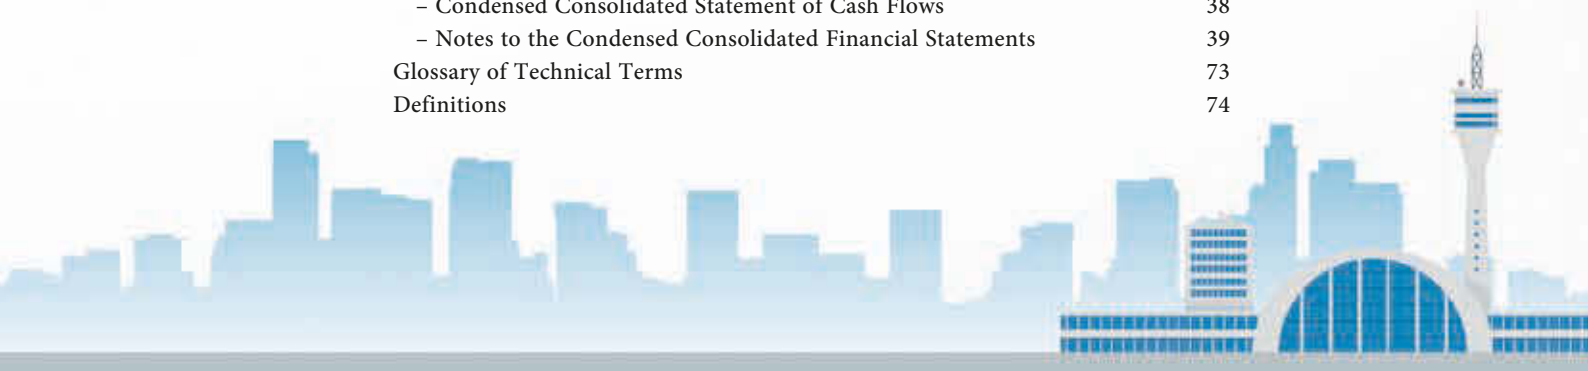 – Condensed Consolidated Statement of Cash Flows 38
– Notes to the Condensed Consolidated Financial Statements 39
Glossary of Technical Terms 73
Definitions 74